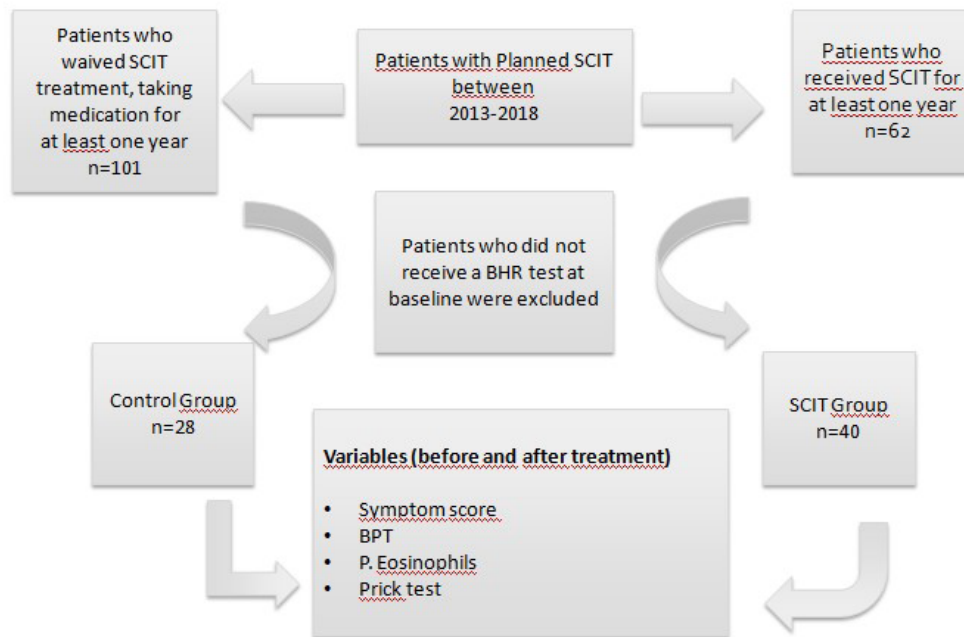 Patients who
waived SCIT
treatment, taking
medication for
at least one year
n=101
Patients with Planned SCIT
between
2013-2018
Patients who
received SCIT for
at least one year
n=62
Patients who did not
receive a BHR test at
baseline were excluded
Control Group
n=28
SCIT Group
n=40
Variables (before and after treatment)
• Symptom score
• BPT
• P. Eosinophils
• Prick test